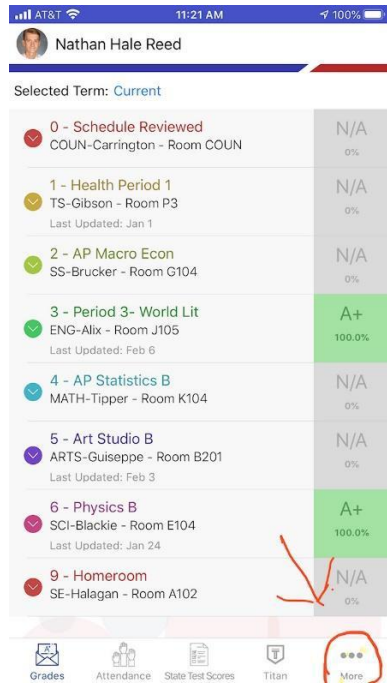 AT&T 11:21 AM 100%
Nathan Hale Reed
Selected Term: Current
0 - Schedule Reviewed
COUN-Carrington - Room COUN
N/A
0%
1 - Health Period 1
TS-Gibson - Room P3
Last Updated: Jan 1
N/A
0%
2 - AP Macro Econ
SS-Brucker - Room G104
N/A
0%
3 - Period 3- World Lit
ENG-Alix - Room J105
Last Updated: Feb 6
A+
100.0%
4 - AP Statistics B
MATH-Tipper - Room K104
N/A
0%
5 - Art Studio B
ARTS-Guiseppe - Room B201
Last Updated: Feb 3
N/A
0%
6 - Physics B
SCI-Blackie - Room E104
Last Updated: Jan 24
A+
100.0%
9 - Homeroom
SE-Halagan - Room A102
N/A
0%
Grades Attendance State Test Scores Titan More